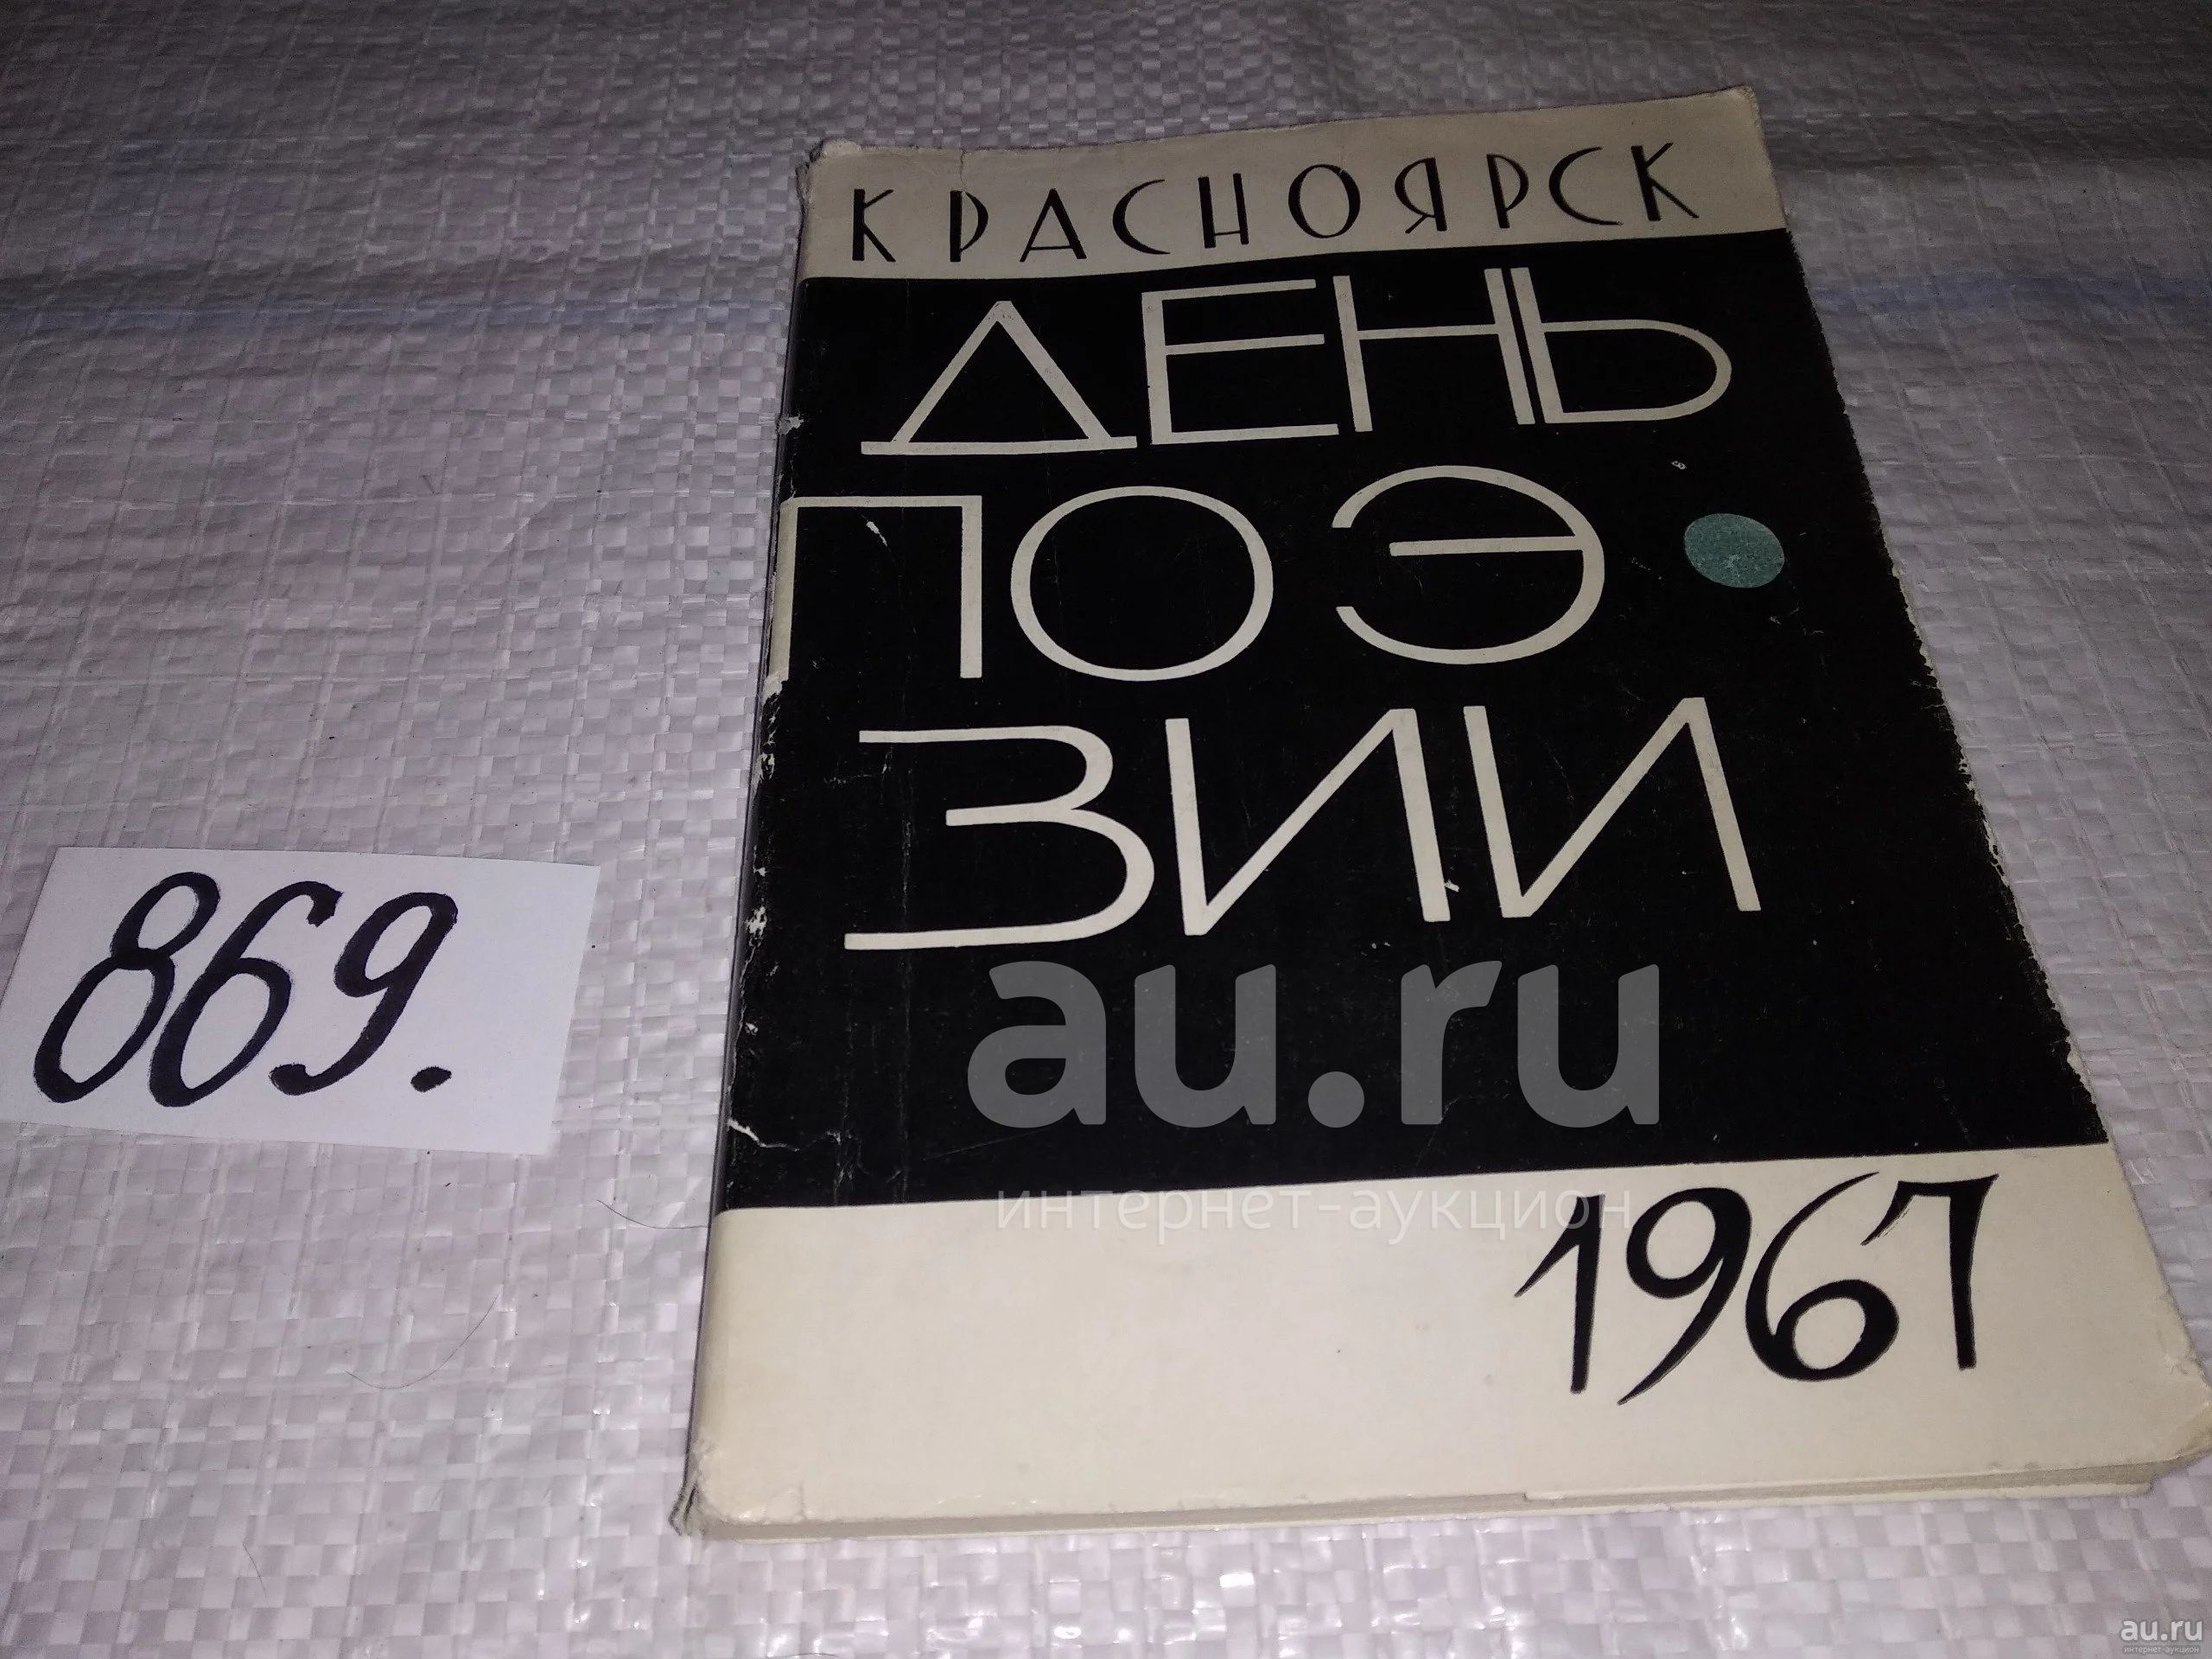 КРАСНОЯРСК
ДЕНЬ
ПОЭ
ЗИИ
869.
au.ru
интернет-аукцион
1967
au.ru
интернет-аукцион